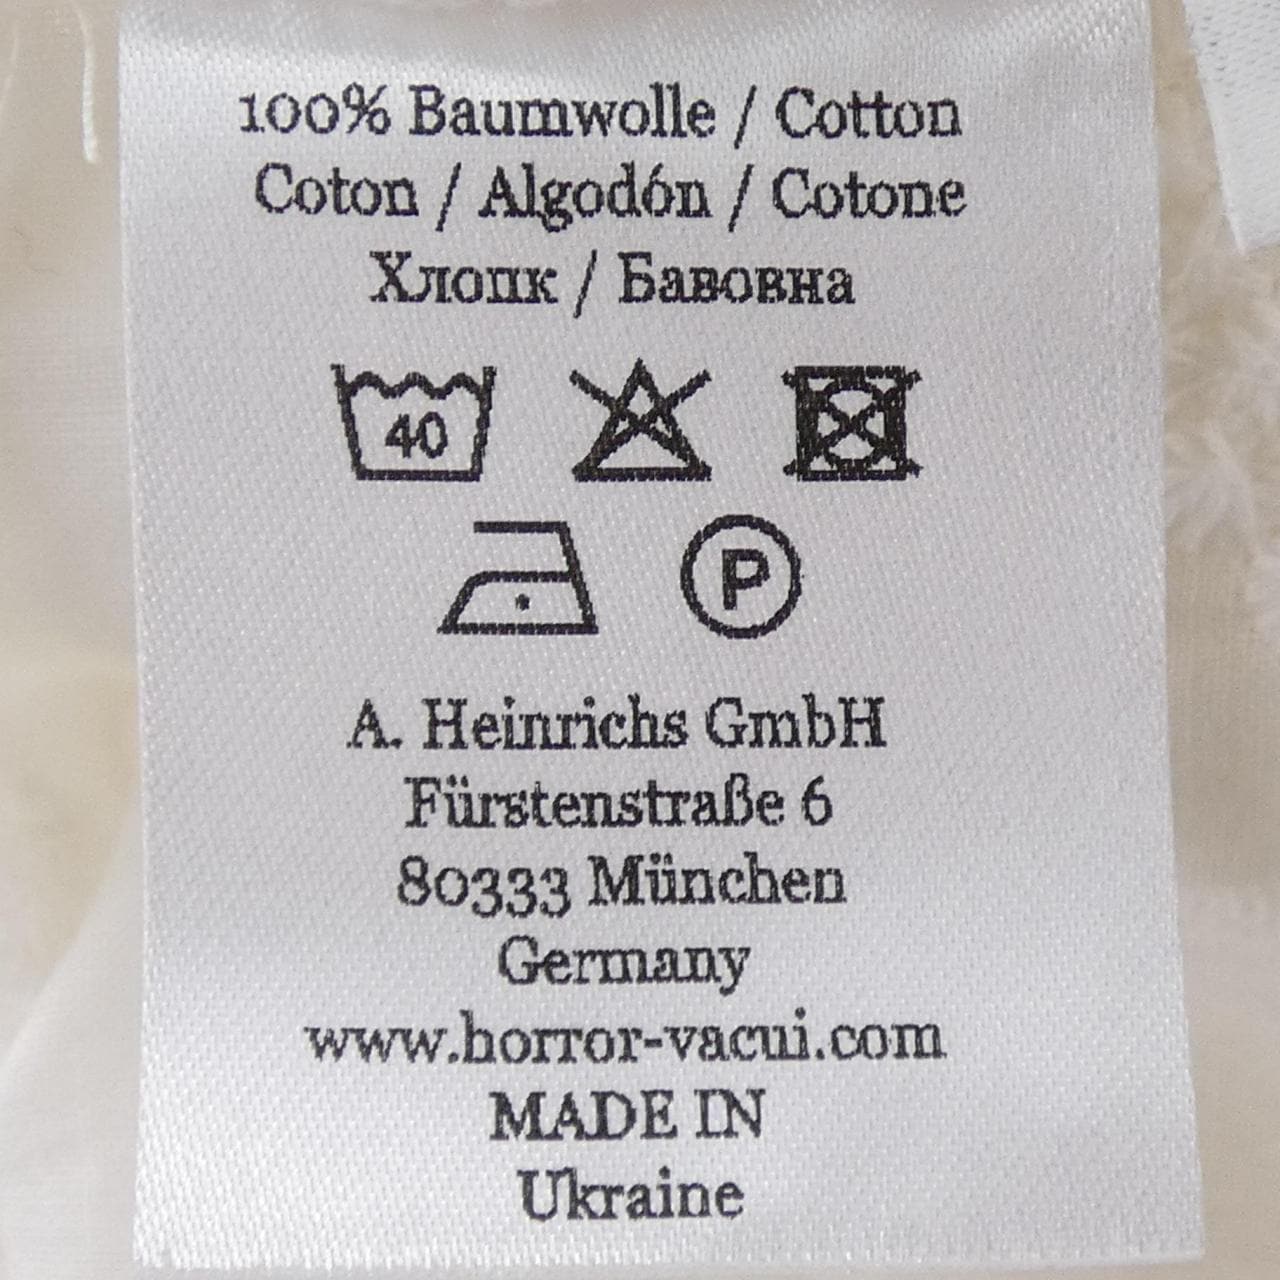 100% Baumwolle / Cotton
Coton / Algodón / Cotone
Хлопк / Бавовна
40
P
A. Heinrichs GmbH
Fürstenstraße 6
80333 München
Germany
www.horror-vacui.com
MADE IN
Ukraine